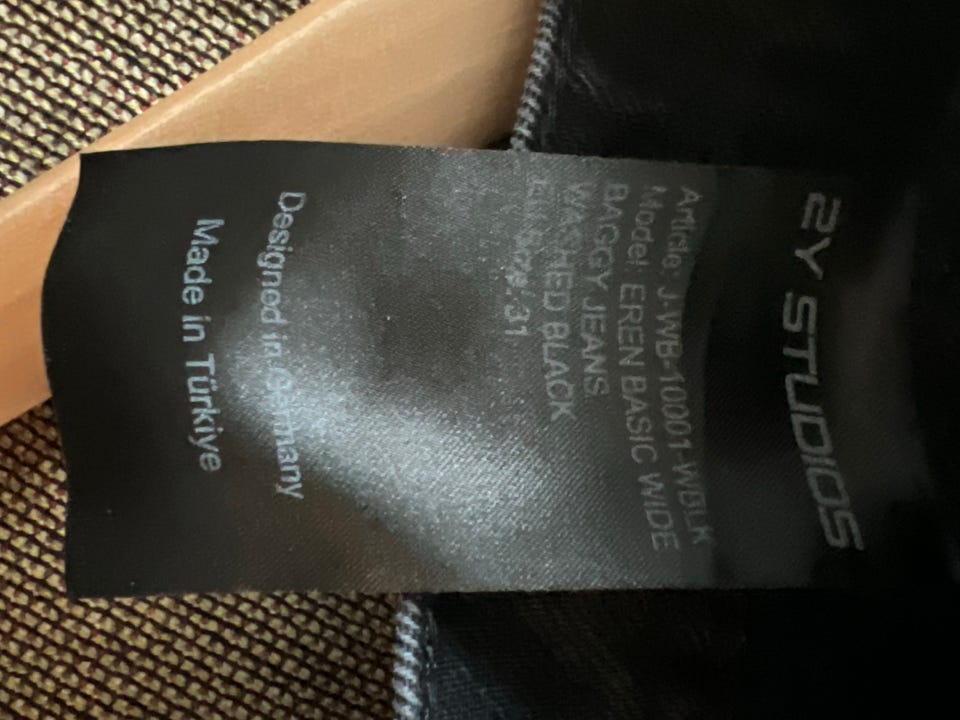 2Y STUDIOS
Article: J-WB-10001-WBLK
Model: EREN BASIC WIDE
BAGGY JEANS
WASHED BLACK
31
Designed in Germany
Made in Türkiye